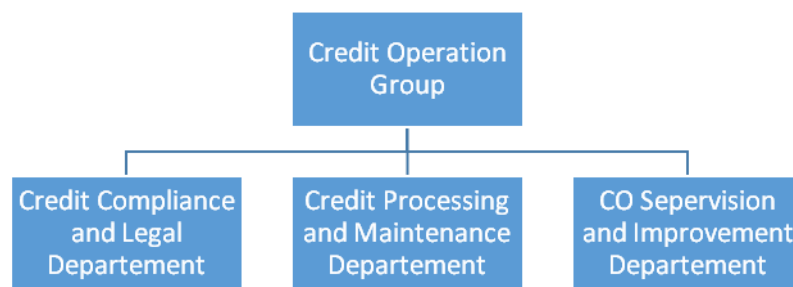 Credit Operation
Group
Credit Compliance
and Legal
Departement
Credit Processing
and Maintenance
Departement
CO Sepervision
and Improvement
Departement